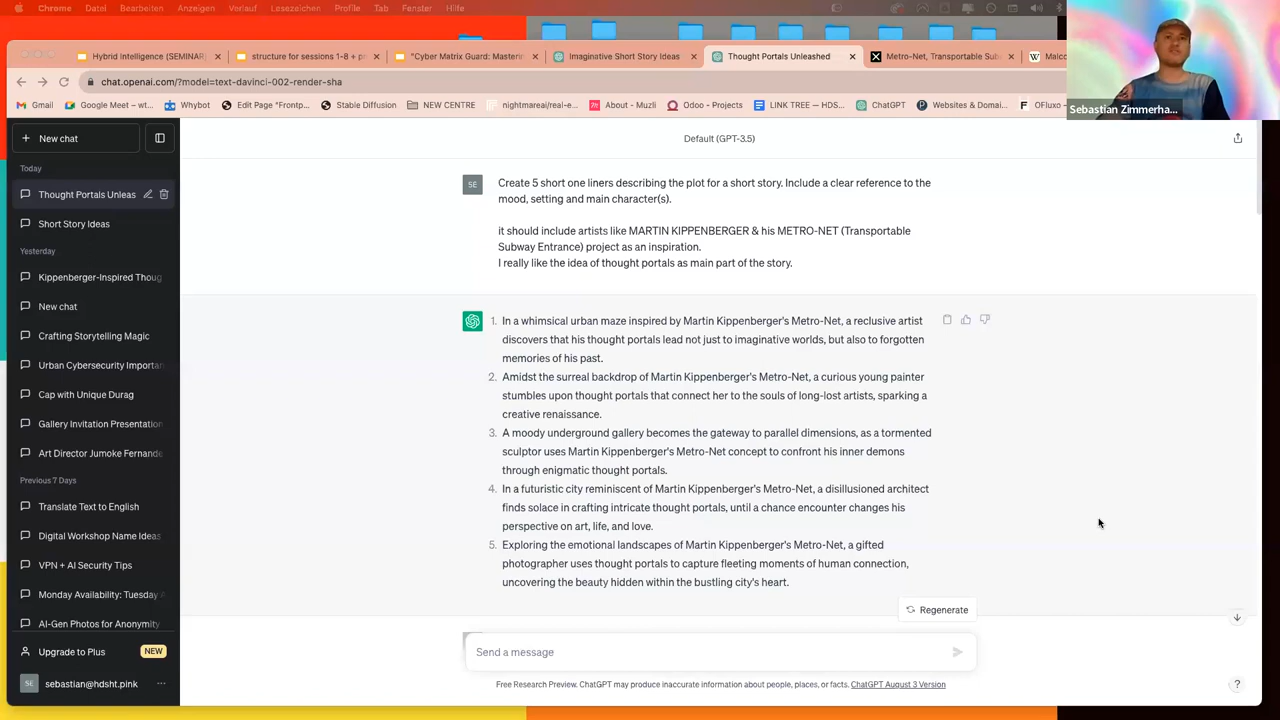 Chrome Datei Bearbeiten Anzeigen Verlauf Lesezeichen Profile Tab Fenster Hilfe
Hybrid Intelligence (SEMINAR) structure for sessions 1-8 + pr "Cyber Matrix Guard: Masterin Imaginative Short Story Ideas Thought Portals Unleashed Metro-Net, Transportable Sub Malco
chat.openai.com/?model=text-davinci-002-render-sha
Gmail Google Meet – wt... Whybot Edit Page "Frontp... Stable Diffusion NEW CENTRE nightmareai/real-e... About - Muzli Odoo - Projects LINK TREE — HDS... ChatGPT Websites & Domai... OFluxo
Sebastian Zimmerha...
New chat
Default (GPT-3.5)
Today
Thought Portals Unleas
Short Story Ideas
Yesterday
Kippenberger-Inspired Thoug
New chat
Crafting Storytelling Magic
Urban Cybersecurity Importan
Cap with Unique Durag
Gallery Invitation Presentation
Art Director Jumoke Fernande
Previous 7 Days
Translate Text to English
Digital Workshop Name Ideas
VPN + AI Security Tips
Monday Availability: Tuesday
AI-Gen Photos for Anonymity
Upgrade to Plus NEW
SE sebastian@hdsht.pink
SE
Create 5 short one liners describing the plot for a short story. Include a clear reference to the
mood, setting and main character(s).
it should include artists like MARTIN KIPPENBERGER & his METRO-NET (Transportable
Subway Entrance) project as an inspiration.
I really like the idea of thought portals as main part of the story.
1. In a whimsical urban maze inspired by Martin Kippenberger's Metro-Net, a reclusive artist
discovers that his thought portals lead not just to imaginative worlds, but also to forgotten
memories of his past.
2. Amidst the surreal backdrop of Martin Kippenberger's Metro-Net, a curious young painter
stumbles upon thought portals that connect her to the souls of long-lost artists, sparking a
creative renaissance.
3. A moody underground gallery becomes the gateway to parallel dimensions, as a tormented
sculptor uses Martin Kippenberger's Metro-Net concept to confront his inner demons
through enigmatic thought portals.
4. In a futuristic city reminiscent of Martin Kippenberger's Metro-Net, a disillusioned architect
finds solace in crafting intricate thought portals, until a chance encounter changes his
perspective on art, life, and love.
5. Exploring the emotional landscapes of Martin Kippenberger's Metro-Net, a gifted
photographer uses thought portals to capture fleeting moments of human connection,
uncovering the beauty hidden within the bustling city's heart.
Regenerate
Send a message
Free Research Preview. ChatGPT may produce inaccurate information about people, places, or facts. ChatGPT August 3 Version
?